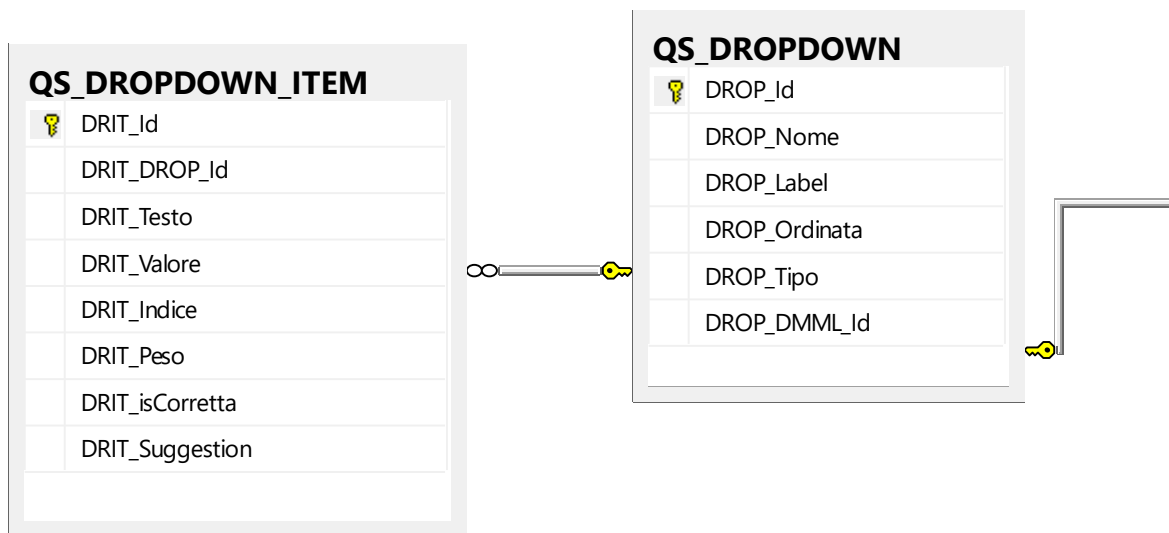 QS_DROPDOWN_ITEM
DRIT_Id
DRIT_DROP_Id
DRIT_Testo
DRIT_Valore
DRIT_Indice
DRIT_Peso
DRIT_isCorretta
DRIT_Suggestion
QS_DROPDOWN
DROP_Id
DROP_Nome
DROP_Label
DROP_Ordinata
DROP_Tipo
DROP_DMML_Id